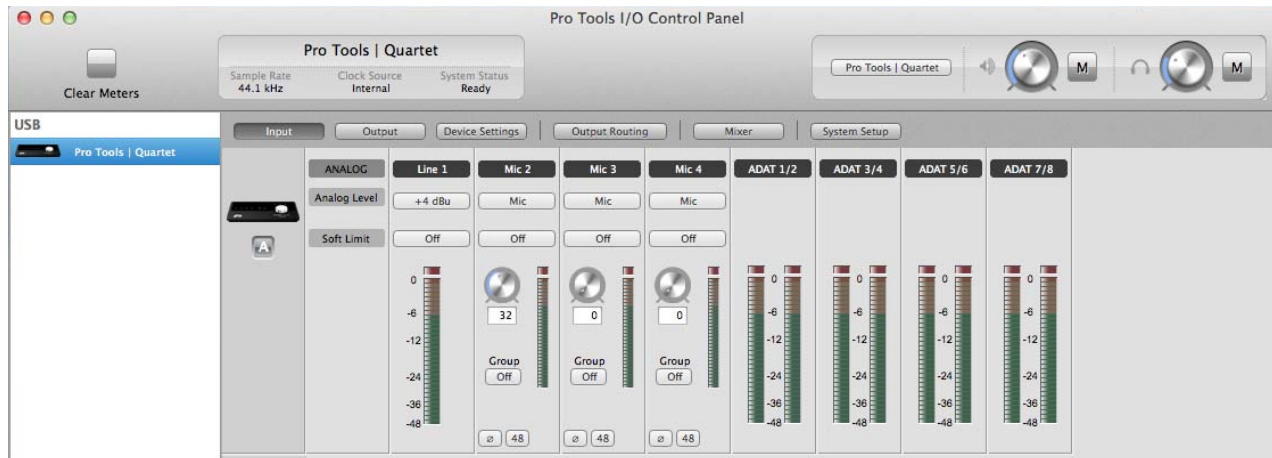 Pro Tools I/O Control Panel
Clear Meters
Pro Tools | Quartet
Sample Rate Clock Source System Status
44.1 kHz Internal Ready
Pro Tools | Quartet M M
USB
Pro Tools | Quartet
Input Output Device Settings Output Routing Mixer System Setup
ANALOG Line 1 Mic 2 Mic 3 Mic 4 ADAT 1/2 ADAT 3/4 ADAT 5/6 ADAT 7/8
Analog Level +4 dBu Mic Mic Mic
A
Soft Limit Off Off Off Off
0 0 0 0 0
-6 32 0 0 -6 -6 -6 -6
-12 -12 -12 -12 -12
Group Group Group
-24 Off Off Off -24 -24 -24 -24
-36 -36 -36 -36 -36
-48 -48 -48 -48 -48
ø 48 ø 48 ø 48